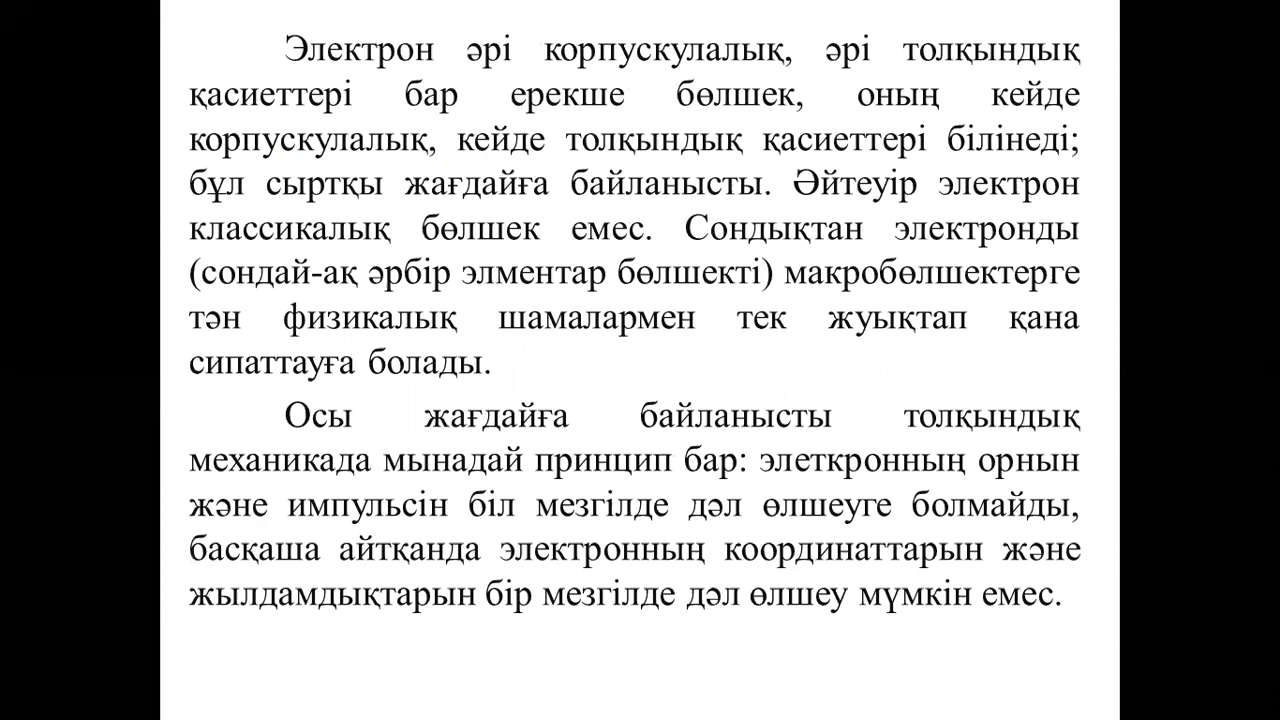 Электрон әрі корпускулалық, әрі толқындық
қасиеттері бар ерекше бөлшек, оның кейде
корпускулалық, кейде толқындық қасиеттері білінеді;
бұл сыртқы жағдайға байланысты. Әйтеуір электрон
классикалық бөлшек емес. Сондықтан электронды
(сондай-ақ әрбір элментар бөлшекті) макробөлшектерге
тән физикалық шамалармен тек жуықтап қана
сипаттауға болады.
Осы жағдайға байланысты толқындық
механикада мынадай принцип бар: элеткронның орнын
және импульсін біл мезгілде дәл өлшеуге болмайды,
басқаша айтқанда электронның координаттарын және
жылдамдықтарын бір мезгілде дәл өлшеу мүмкін емес.